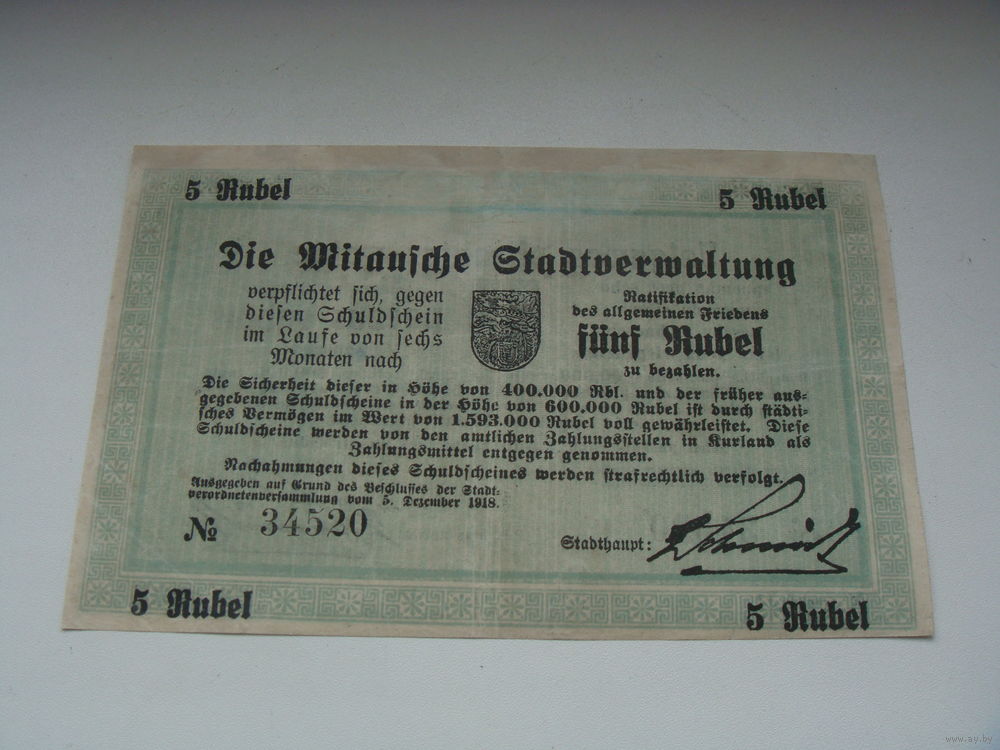 5 Rubel 5 Rubel
Die Mitausche Stadtverwaltung
verpflichtet sich, gegen
diesen Schuldschein
im Laufe von sechs
Monaten nach
Ratifikation
des allgemeinen Friedens
fünf Rubel
zu bezahlen.
Die Sicherheit dieser in Höhe von 400.000 Rbl. und der früher aus-
gegebenen Schuldscheine in der Höhe von 600.000 Rubel ist durch städti-
sches Vermögen im Wert von 1.593.000 Rubel voll gewährleistet. Diese
Schuldscheine werden von den amtlichen Zahlungsstellen in Kurland als
Zahlungsmittel entgegen genommen.
Nachahmungen dieses Schuldscheines werden strafrechtlich verfolgt.
Ausgegeben auf Grund des Beschlusses der Stadt-
verordnetenversammlung vom 5. Dezember 1918.
№ 34520
Stadthaupt: Schmidt
5 Rubel 5 Rubel
www.ay.by